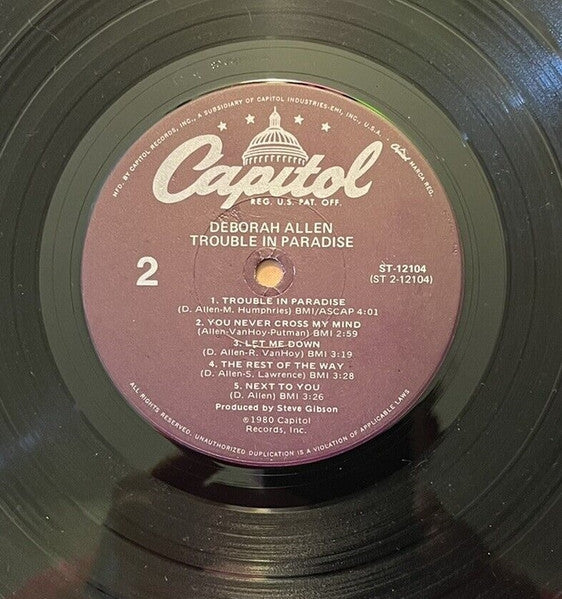 MFD. BY CAPITOL RECORDS, INC., A SUBSIDIARY OF CAPITOL INDUSTRIES-EMI, INC., U.S.A. MARCA REG.
Capitol
REG. U.S. PAT. OFF.
DEBORAH ALLEN
TROUBLE IN PARADISE
2
ST-12104
(ST 2-12104)
1. TROUBLE IN PARADISE
(D. Allen-M. Humphries) BMI/ASCAP 4:01
2. YOU NEVER CROSS MY MIND
(Allen-VanHoy-Putman) BMI 2:59
3. LET ME DOWN
(D. Allen-R. VanHoy) BMI 3:19
4. THE REST OF THE WAY
(D. Allen-S. Lawrence) BMI 3:28
5. NEXT TO YOU
(D. Allen) BMI 3:26
Produced by Steve Gibson
℗1980 Capitol
Records, Inc.
ALL RIGHTS RESERVED. UNAUTHORIZED DUPLICATION IS A VIOLATION OF APPLICABLE LAWS